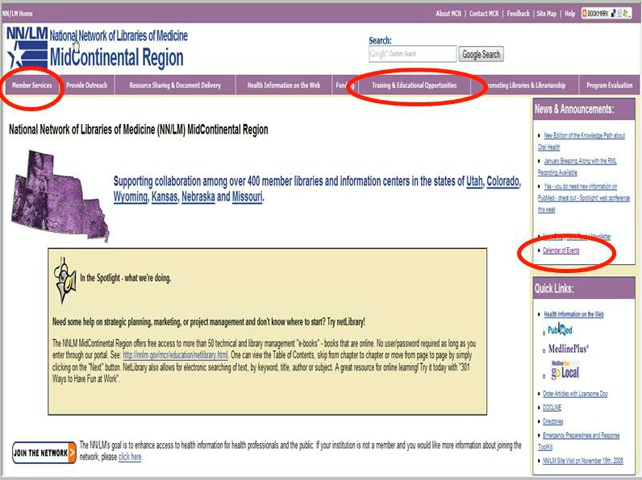 NN/LM Home
About MCR | Contact MCR | Feedback | Site Map | Help
BOOKMARK
NN/LM National Network of Libraries of Medicine
MidContinental Region
Search:
Google Search
Member Services
Provide Outreach
Resource Sharing & Document Delivery
Health Information on the Web
Training & Educational Opportunities
Promoting Libraries & Librarianship
Program Evaluation
National Network of Libraries of Medicine (NN/LM) MidContinental Region
Supporting collaboration among over 400 member libraries and information centers in the states of Utah, Colorado,
Wyoming, Kansas, Nebraska and Missouri.
In the Spotlight - what we're doing.
Need some help on strategic planning, marketing, or project management and don't know where to start? Try netLibrary!
The NN/LM MidContinental Region offers free access to more than 50 technical and library management "e-books" - books that are online. No user/password required as long as you
enter through our portal. See: http://nnlm.gov/mcr/education/netlibrary.html. One can view the Table of Contents, skip from chapter to chapter or move from page to page by simply
clicking on the "Next" button. NetLibrary also allows for electronic searching of text, by keyword, title, author or subject. A great resource for online learning! Try it today with "301
Ways to Have Fun at Work".
JOIN THE NETWORK
The NN/LM's goal is to enhance access to health information for health professionals and the public. If your institution is not a member and you would like more information about joining the
network, please click here.
News & Announcements:
New Edition of the Knowledge Path about
Oral Health
January Breezing Along with the RML
Recording Available
Yes - you do need new information on
PubMed - check out - Spotlight! web conference
this week
Newsletter
Calendar of Events
Quick Links:
Health Information on the Web
PubMed
MedlinePlus
go Local
Order Articles with Loansome Doc
DOCLINE
Directories
Emergency Preparedness and Response
ToolKit
NN/LM Site Visit on November 19th, 2008